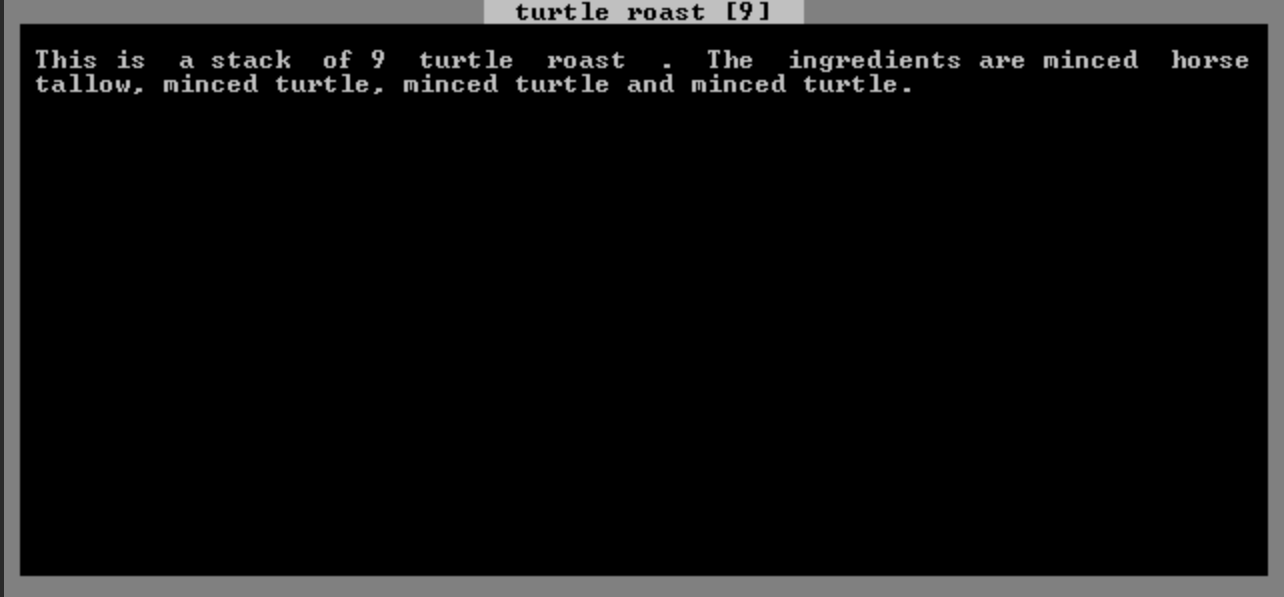 turtle roast [9]
This is a stack of 9 turtle roast . The ingredients are minced horse
tallow, minced turtle, minced turtle and minced turtle.